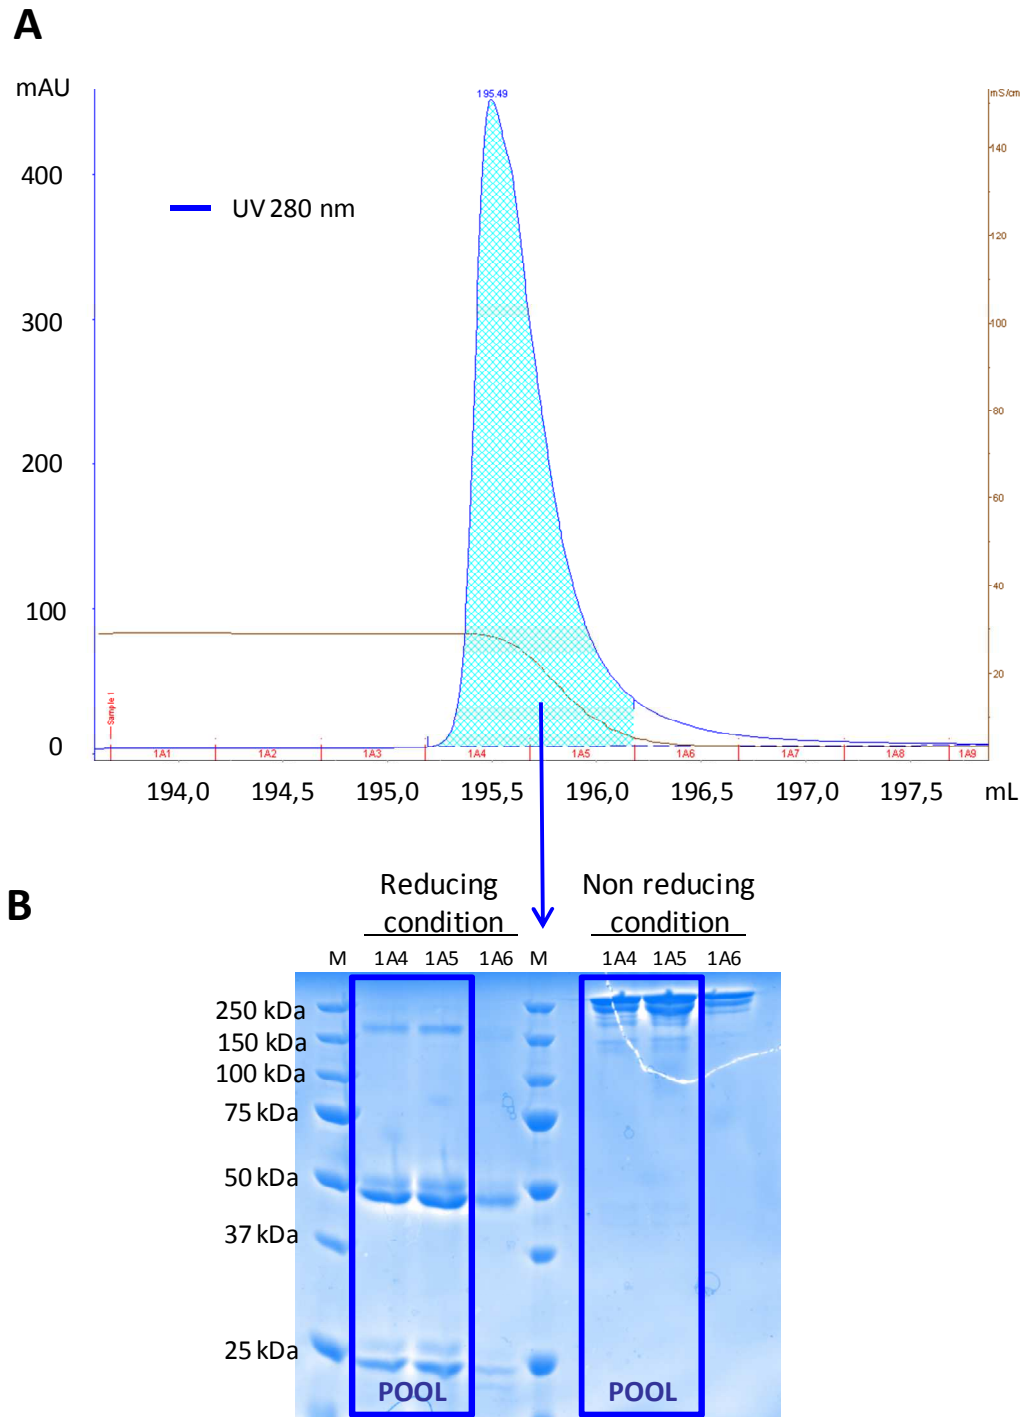 A
mAU
195.49
mS/cm
400
300
200
100
0
UV 280 nm
140
120
100
80
60
40
20
Sample 1
1A1 1A2 1A3 1A4 1A5 1A6 1A7 1A8 1A9
194,0 194,5 195,0 195,5 196,0 196,5 197,0 197,5 mL
B
Reducing condition
Non reducing condition
M 1A4 1A5 1A6 M 1A4 1A5 1A6
250 kDa
150 kDa
100 kDa
75 kDa
50 kDa
37 kDa
25 kDa
POOL POOL